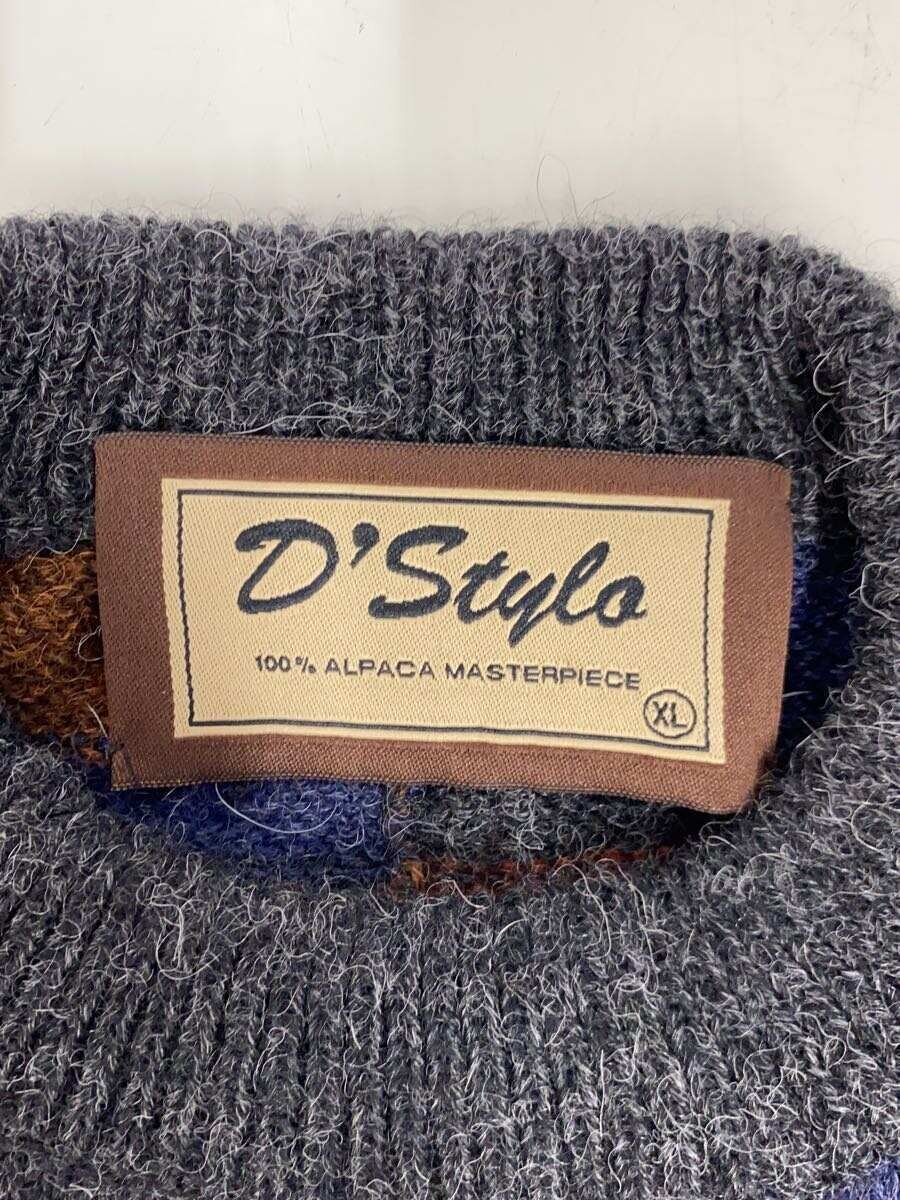 D'Stylo
100% ALPACA MASTERPIECE
XL